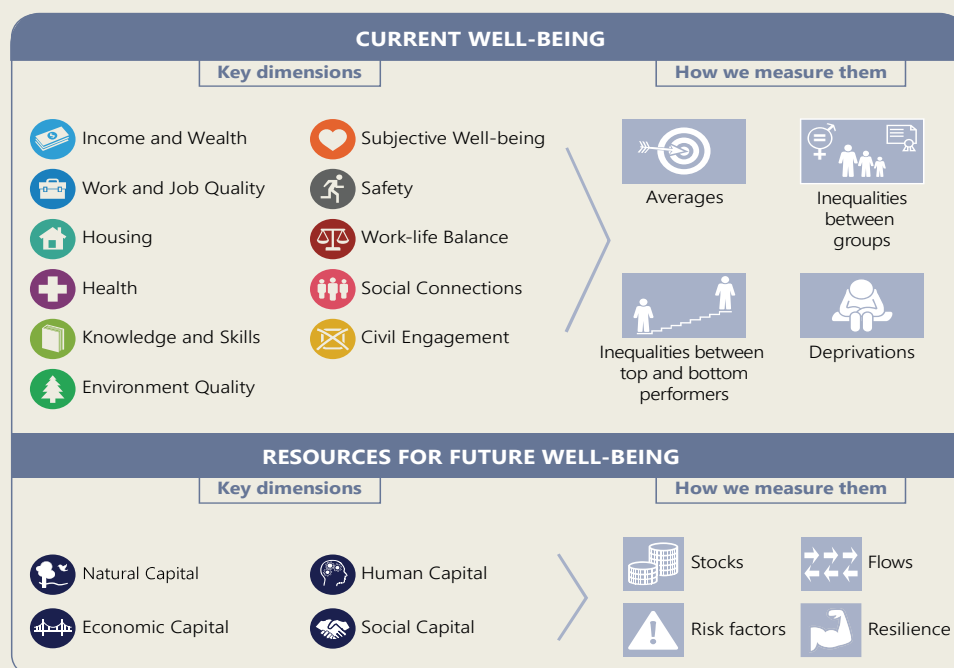 CURRENT WELL-BEING
Key dimensions
How we measure them
Income and Wealth
Work and Job Quality
Housing
Health
Knowledge and Skills
Environment Quality
Subjective Well-being
Safety
Work-life Balance
Social Connections
Civil Engagement
Averages
Inequalities
between
groups
Inequalities between
top and bottom
performers
Deprivations
RESOURCES FOR FUTURE WELL-BEING
Key dimensions
How we measure them
Natural Capital
Economic Capital
Human Capital
Social Capital
Stocks
Flows
Risk factors
Resilience